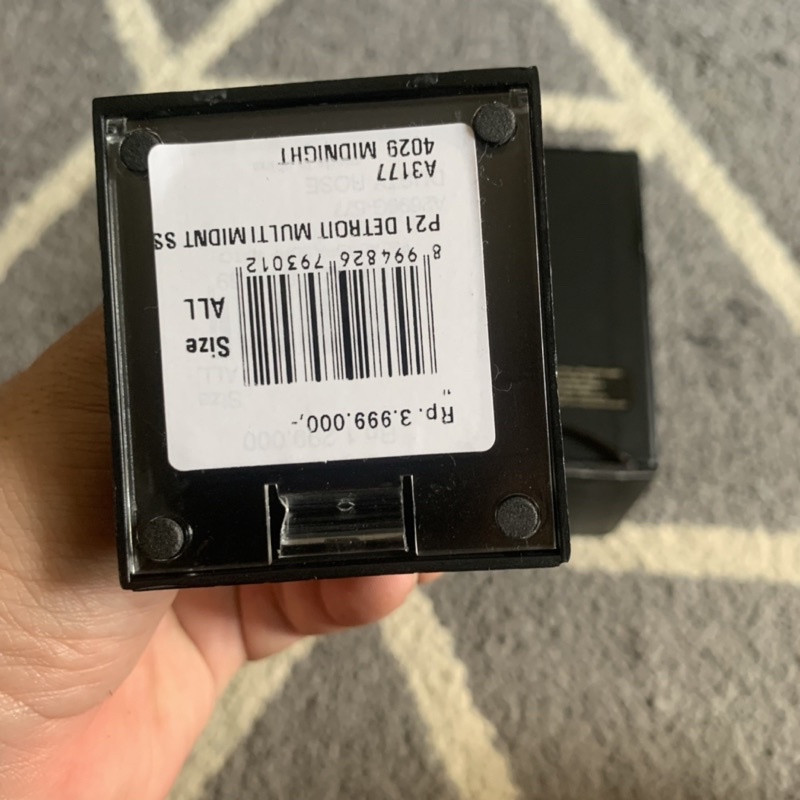 A3177
4029 MIDNIGHT
P21 DETROIT MULTI MIDNT SS
8 994826 793012
Size
ALL
Rp. 3.999.000,-